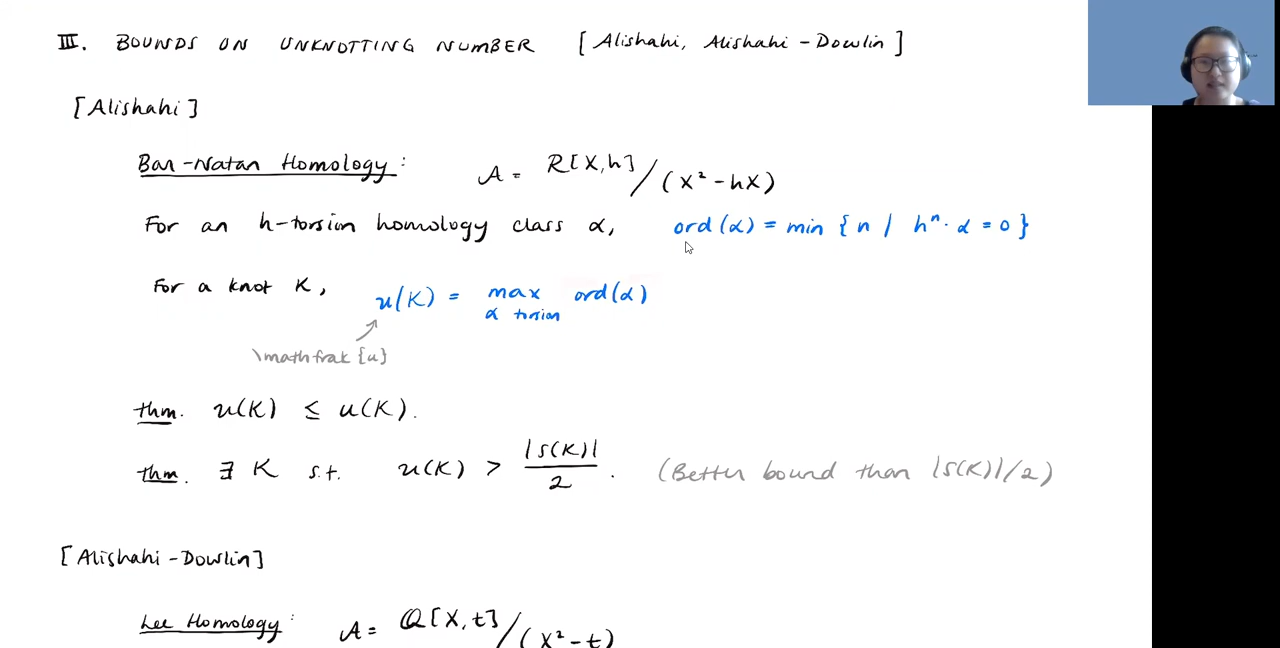 III. BOUNDS ON UNKNOTTING NUMBER [Alishahi, Alishahi-Dowlin]
[Alishahi]
Bar-Natan Homology: A = R[X,h]/(X² - hX)
For an h-torsion homology class α, ord(α) = min {n | hⁿ·α = 0}
For a knot K, 𝔲(K) = max ord(α)
α torsion
\mathfrak{u}
thm. 𝔲(K) ≤ u(K).
thm. ∃ K s.t. 𝔲(K) > |s(K)|/2. (Better bound than |s(K)|/2)
[Alishahi-Dowlin]
Lee Homology: A = Q[X,t]/(X² - t)